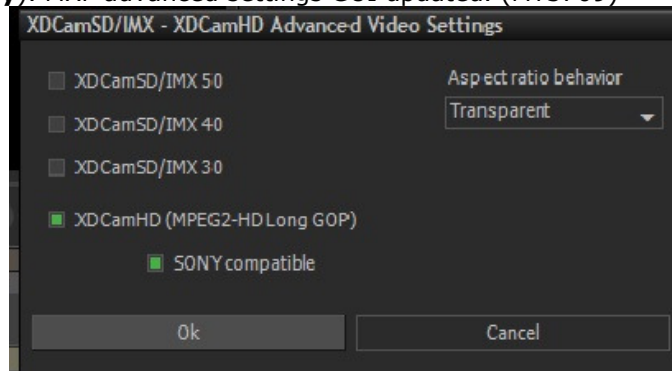 XDCamSD/IMX - XDCamHD Advanced Video Settings
XDCamSD/IMX 50
Aspect ratio behavior
Transparent
XDCamSD/IMX 40
XDCamSD/IMX 30
XDCamHD (MPEG2-HD Long GOP)
SONY compatible
Ok
Cancel